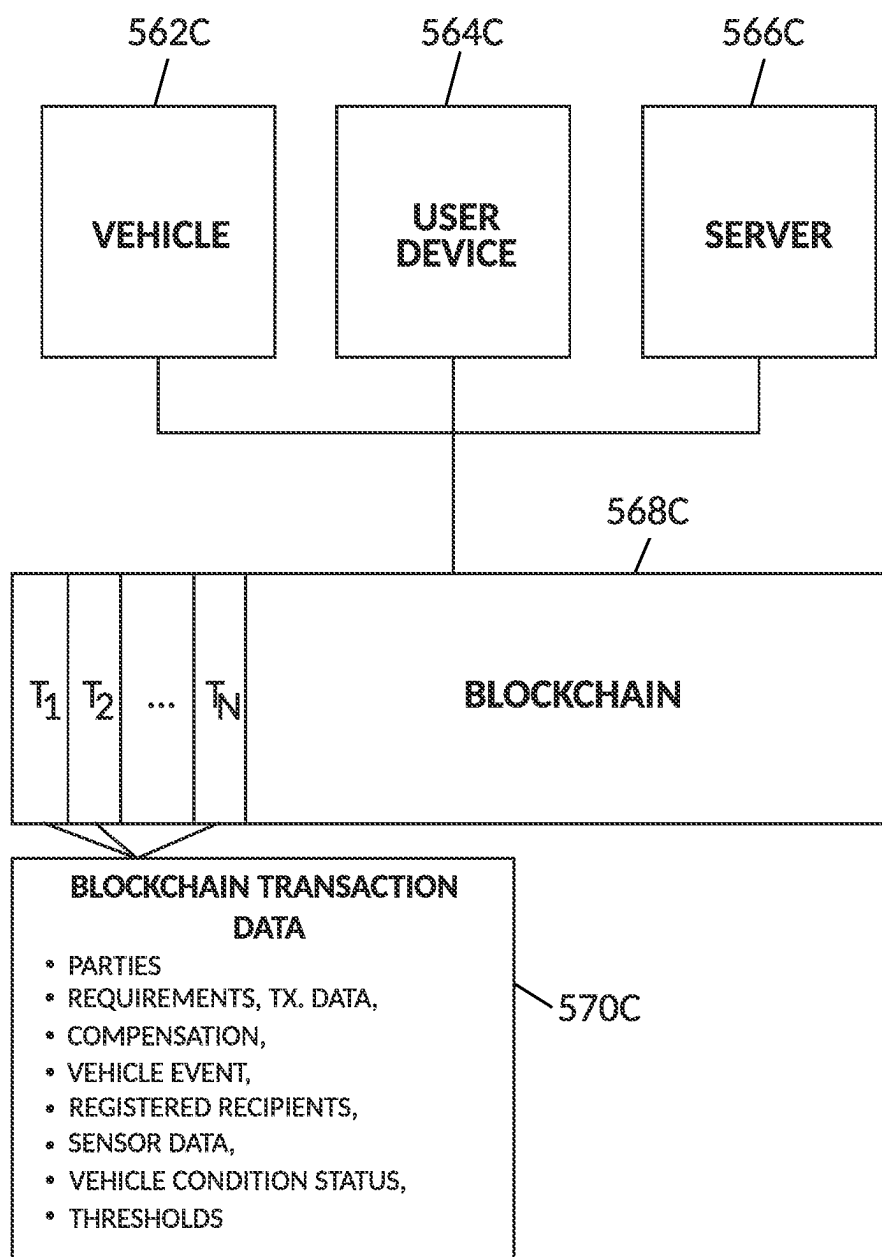 562C 564C 566C
VEHICLE
USER
DEVICE
SERVER
568C
T1 T2 ... TN
BLOCKCHAIN
BLOCKCHAIN TRANSACTION
DATA
• PARTIES
• REQUIREMENTS, TX. DATA,
• COMPENSATION,
• VEHICLE EVENT,
• REGISTERED RECIPIENTS,
• SENSOR DATA,
• VEHICLE CONDITION STATUS,
• THRESHOLDS
570C